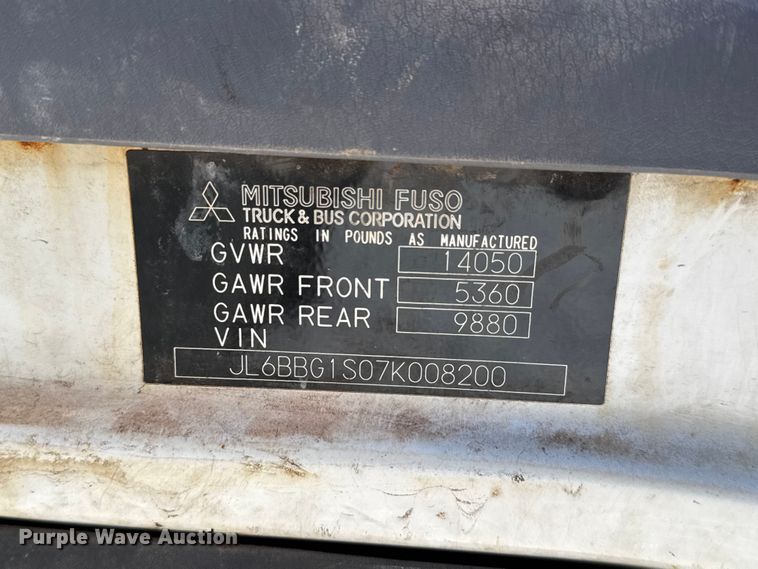 MITSUBISHI FUSO
TRUCK & BUS CORPORATION
RATINGS IN POUNDS AS MANUFACTURED
GVWR 14050
GAWR FRONT 5360
GAWR REAR 9880
VIN
JL6BBG1S07K008200
Purple Wave Auction